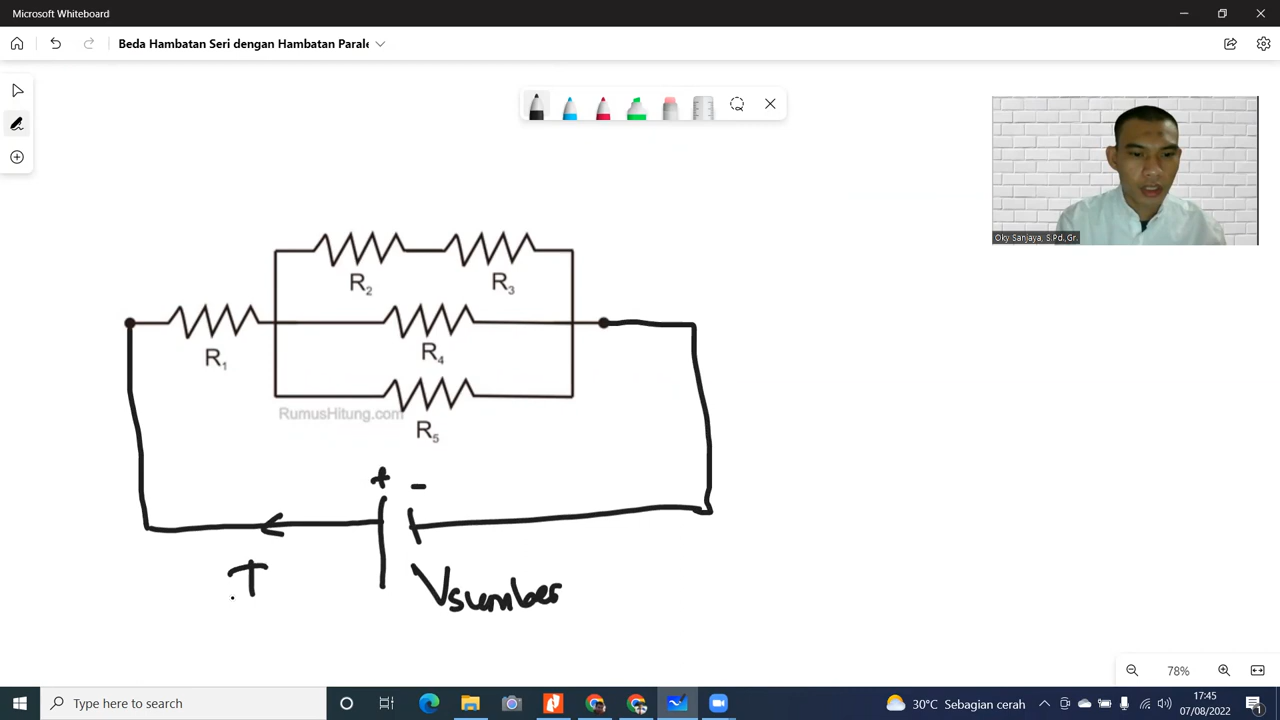 Microsoft Whiteboard
Beda Hambatan Seri dengan Hambatan Parale
Oky Sanjaya, S.Pd.,Gr.
R2 R3
R1 R4
RumusHitung.com
R5
+ -
Vsumber
78%
Type here to search
30°C Sebagian cerah
17:45
07/08/2022